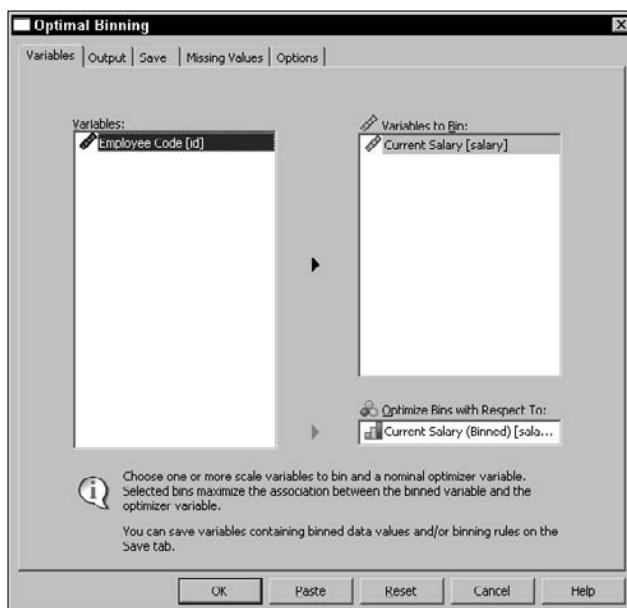 Optimal Binning
Variables Output Save Missing Values Options
Variables:
Employee Code [id]
Variables to Bin:
Current Salary [salary]
Optimize Bins with Respect To:
Current Salary (Binned) [sala...
Choose one or more scale variables to bin and a nominal optimizer variable.
Selected bins maximize the association between the binned variable and the
optimizer variable.
You can save variables containing binned data values and/or binning rules on the
Save tab.
OK Paste Reset Cancel Help